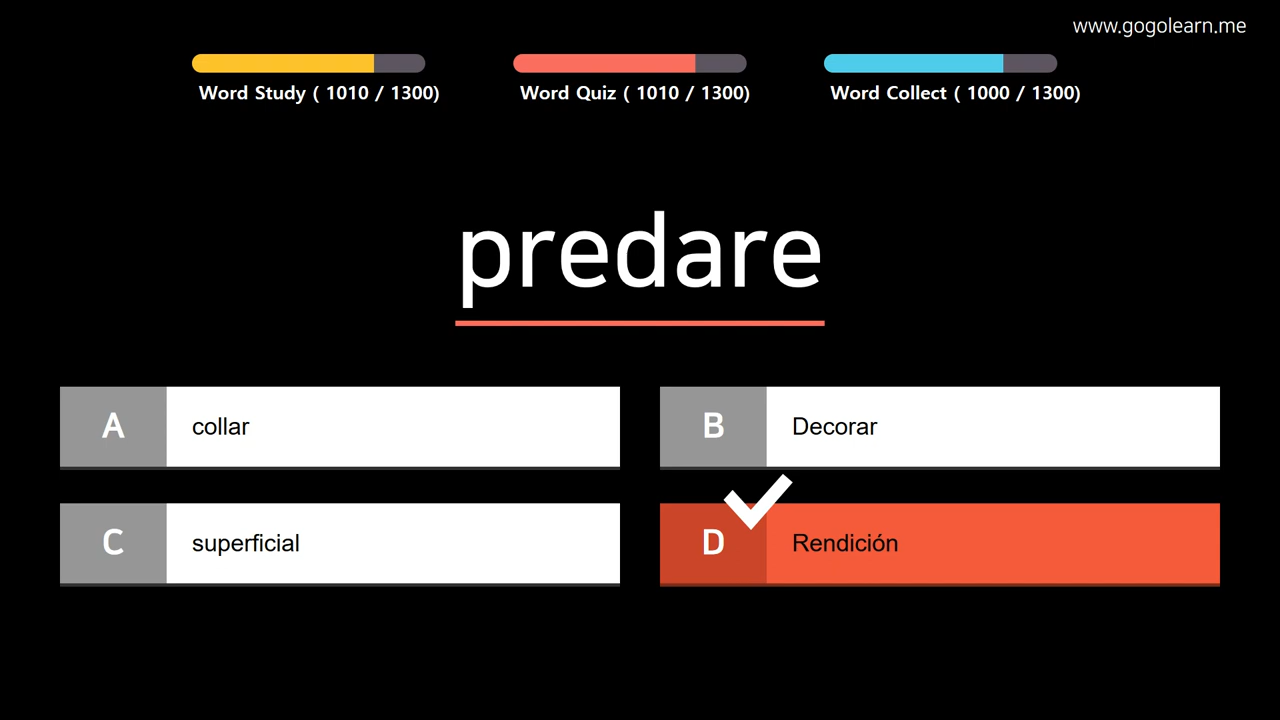 www.gogolearn.me
Word Study ( 1010 / 1300)
Word Quiz ( 1010 / 1300)
Word Collect ( 1000 / 1300)
predare
A collar
B Decorar
C superficial
D Rendición